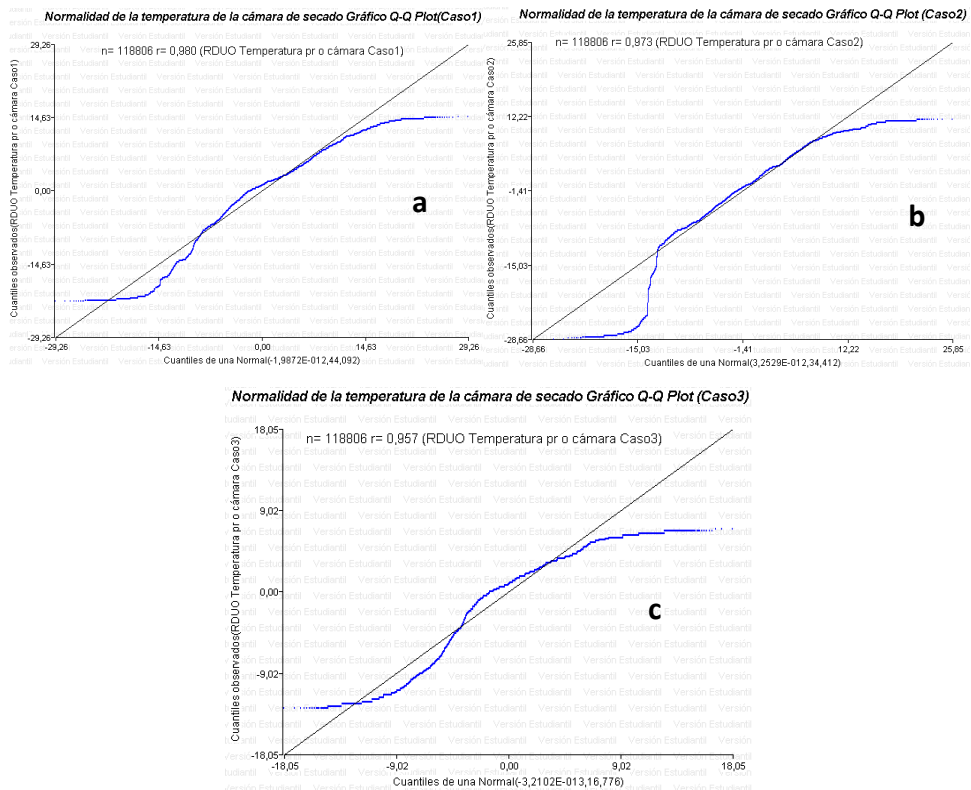 Normalidad de la temperatura de la cámara de secado Gráfico Q-Q Plot(Caso1)
n= 118806 r= 0,980 (RDUO Temperatura pr o cámara Caso1)
Cuantiles observados(RDUO Temperatura pr o cámara Caso1)
29,26
14,63
0,00
-14,63
-29,26
a
-29,26
-14,63
0,00
14,63
29,26
Cuantiles de una Normal(-1,9872E-012,44,092)
Normalidad de la temperatura de la cámara de secado Gráfico Q-Q Plot (Caso2)
n= 118806 r= 0,973 (RDUO Temperatura pr o cámara Caso2)
Cuantiles observados(RDUO Temperatura pr o cámara Caso2)
25,85
12,22
-1,41
-15,03
-28,66
b
-28,66
-15,03
-1,41
12,22
25,85
Cuantiles de una Normal(3,2529E-012,34,412)
Normalidad de la temperatura de la cámara de secado Gráfico Q-Q Plot (Caso3)
n= 118806 r= 0,957 (RDUO Temperatura pr o cámara Caso3)
Cuantiles observados(RDUO Temperatura pr o cámara Caso3)
18,05
9,02
0,00
-9,02
-18,05
c
-18,05
-9,02
0,00
9,02
18,05
Cuantiles de una Normal(-3,2102E-013,16,776)
Versión Estudiantil